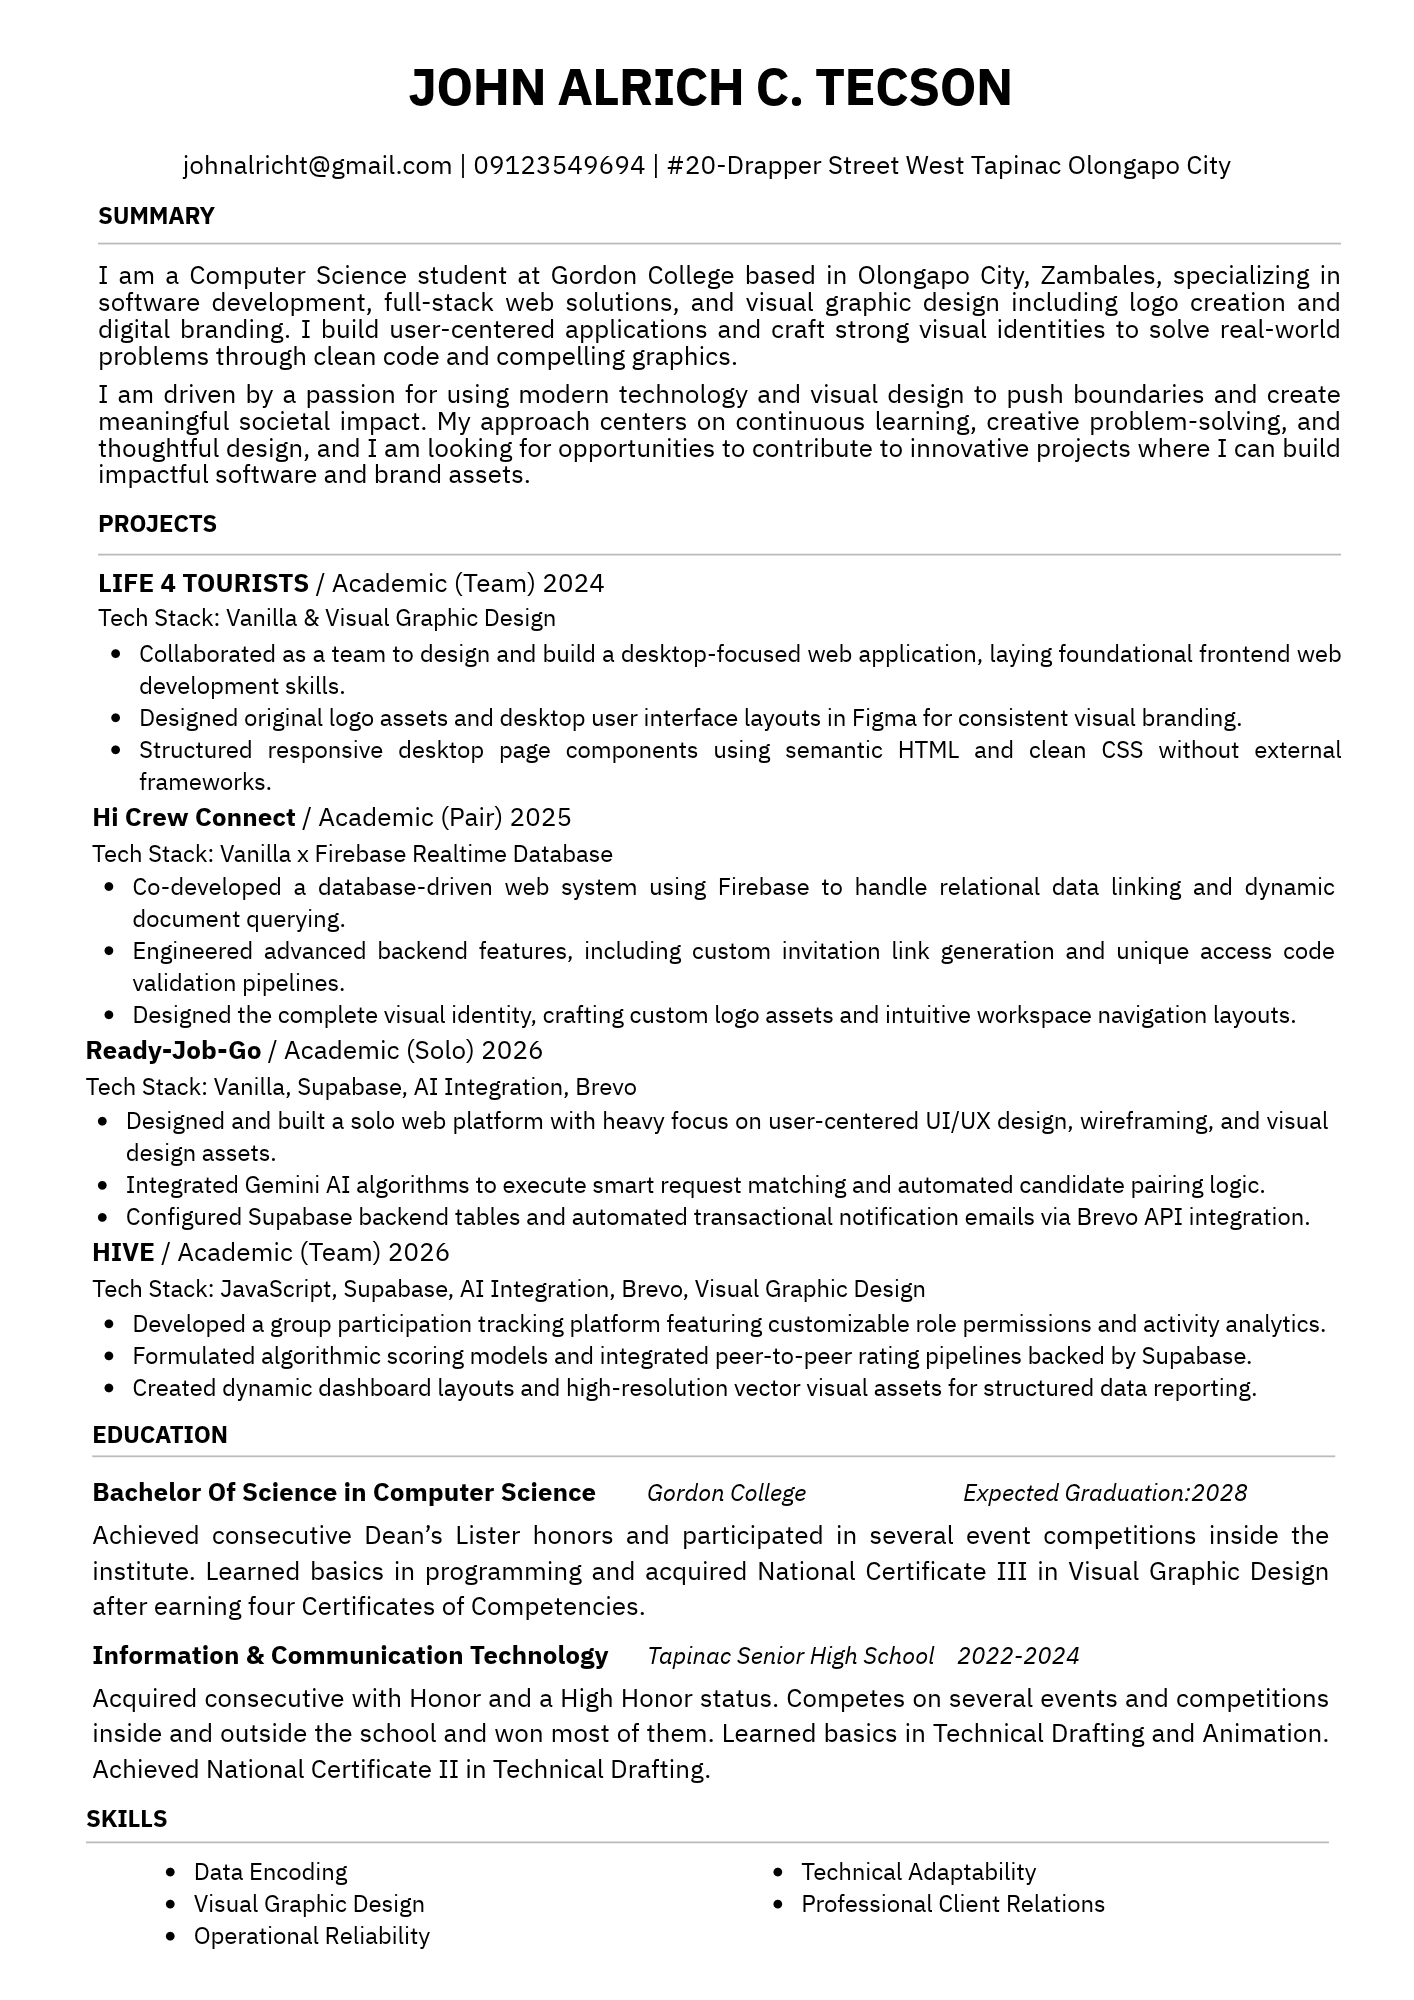 JOHN ALRICH C. TECSON
johnalricht@gmail.com | 09123549694 | #20-Drapper Street West Tapinac Olongapo City
SUMMARY
I am a Computer Science student at Gordon College based in Olongapo City, Zambales, specializing in
software development, full-stack web solutions, and visual graphic design including logo creation and
digital branding. I build user-centered applications and craft strong visual identities to solve real-world
problems through clean code and compelling graphics.
I am driven by a passion for using modern technology and visual design to push boundaries and create
meaningful societal impact. My approach centers on continuous learning, creative problem-solving, and
thoughtful design, and I am looking for opportunities to contribute to innovative projects where I can build
impactful software and brand assets.
PROJECTS
LIFE 4 TOURISTS / Academic (Team) 2024
Tech Stack: Vanilla & Visual Graphic Design
• Collaborated as a team to design and build a desktop-focused web application, laying foundational frontend web
development skills.
• Designed original logo assets and desktop user interface layouts in Figma for consistent visual branding.
• Structured responsive desktop page components using semantic HTML and clean CSS without external
frameworks.
Hi Crew Connect / Academic (Pair) 2025
Tech Stack: Vanilla x Firebase Realtime Database
• Co-developed a database-driven web system using Firebase to handle relational data linking and dynamic
document querying.
• Engineered advanced backend features, including custom invitation link generation and unique access code
validation pipelines.
• Designed the complete visual identity, crafting custom logo assets and intuitive workspace navigation layouts.
Ready-Job-Go / Academic (Solo) 2026
Tech Stack: Vanilla, Supabase, AI Integration, Brevo
• Designed and built a solo web platform with heavy focus on user-centered UI/UX design, wireframing, and visual
design assets.
• Integrated Gemini AI algorithms to execute smart request matching and automated candidate pairing logic.
• Configured Supabase backend tables and automated transactional notification emails via Brevo API integration.
HIVE / Academic (Team) 2026
Tech Stack: JavaScript, Supabase, AI Integration, Brevo, Visual Graphic Design
• Developed a group participation tracking platform featuring customizable role permissions and activity analytics.
• Formulated algorithmic scoring models and integrated peer-to-peer rating pipelines backed by Supabase.
• Created dynamic dashboard layouts and high-resolution vector visual assets for structured data reporting.
EDUCATION
Bachelor Of Science in Computer Science Gordon College Expected Graduation:2028
Achieved consecutive Dean’s Lister honors and participated in several event competitions inside the
institute. Learned basics in programming and acquired National Certificate III in Visual Graphic Design
after earning four Certificates of Competencies.
Information & Communication Technology Tapinac Senior High School 2022-2024
Acquired consecutive with Honor and a High Honor status. Competes on several events and competitions
inside and outside the school and won most of them. Learned basics in Technical Drafting and Animation.
Achieved National Certificate II in Technical Drafting.
SKILLS
• Data Encoding
• Visual Graphic Design
• Operational Reliability
• Technical Adaptability
• Professional Client Relations